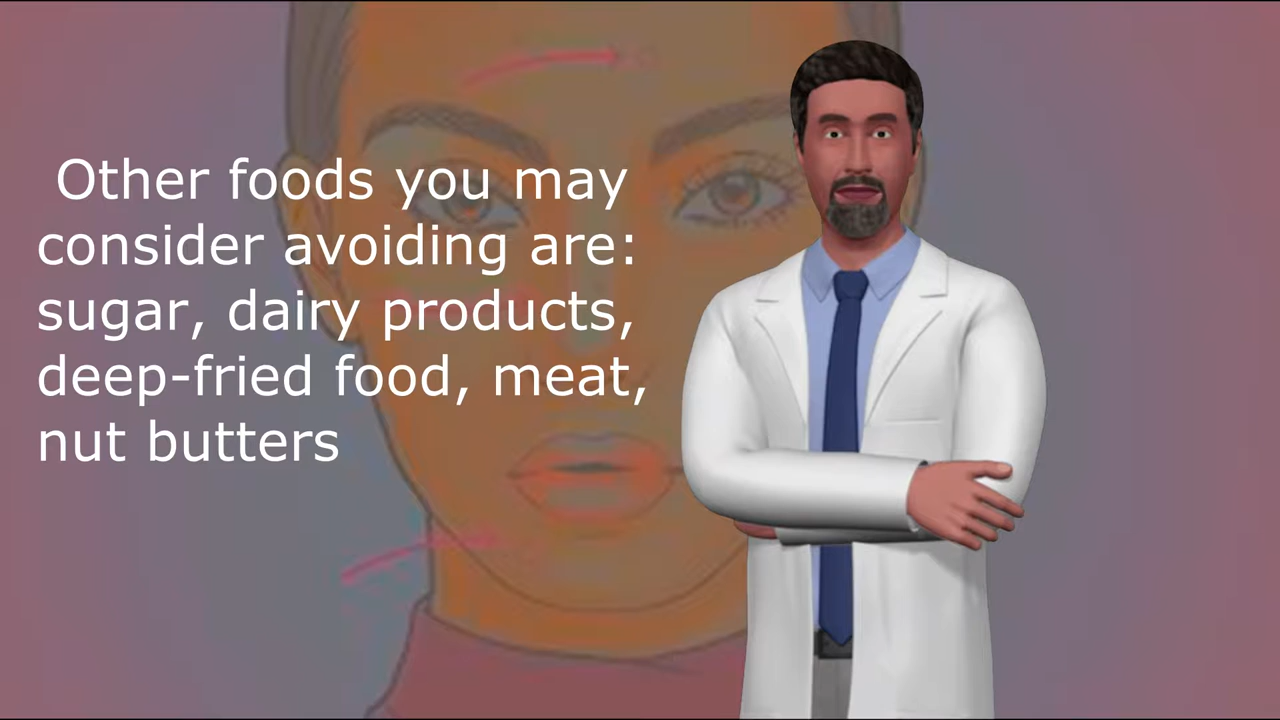 Other foods you may
consider avoiding are:
sugar, dairy products,
deep-fried food, meat,
nut butters